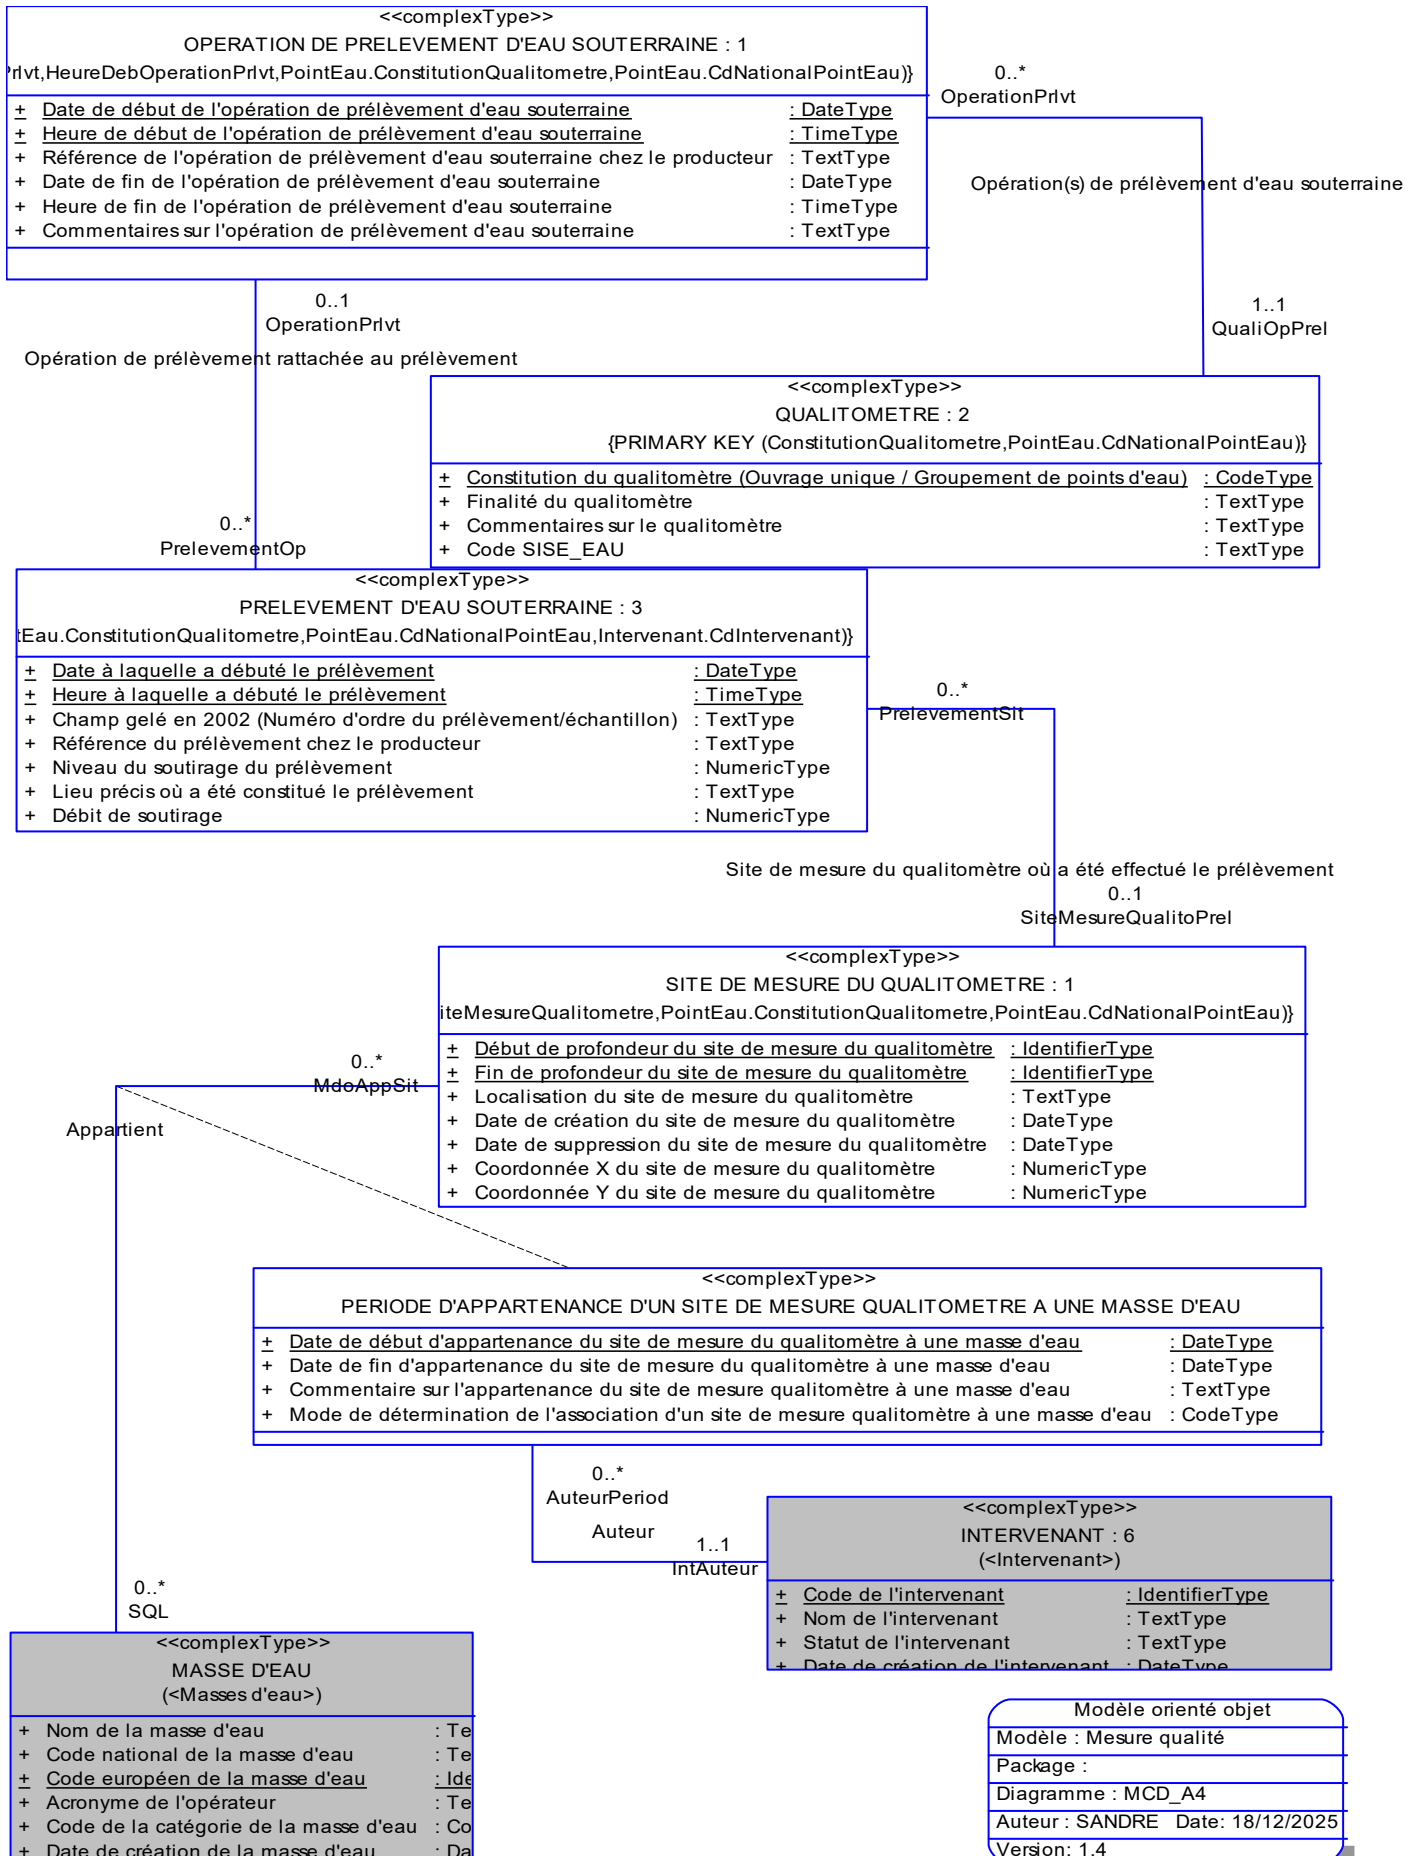 <<complexType>>
OPERATION DE PRELEVEMENT D'EAU SOUTERRAINE : 1
Prlvt,HeureDebOperationPrlvt,PointEau.ConstitutionQualitometre,PointEau.CdNationalPointEau)}
+ Date de début de l'opération de prélèvement d'eau souterraine : DateType
+ Heure de début de l'opération de prélèvement d'eau souterraine : TimeType
+ Référence de l'opération de prélèvement d'eau souterraine chez le producteur : TextType
+ Date de fin de l'opération de prélèvement d'eau souterraine : DateType
+ Heure de fin de l'opération de prélèvement d'eau souterraine : TimeType
+ Commentaires sur l'opération de prélèvement d'eau souterraine : TextType
0..*
OperationPrlvt
Opération(s) de prélèvement d'eau souterraine
1..1
QualiOpPrel
0..1
OperationPrlvt
Opération de prélèvement rattachée au prélèvement
0..*
PrelevementOp
<<complexType>>
QUALITOMETRE : 2
{PRIMARY KEY (ConstitutionQualitometre,PointEau.CdNationalPointEau)}
+ Constitution du qualitomètre (Ouvrage unique / Groupement de points d'eau) : CodeType
+ Finalité du qualitomètre : TextType
+ Commentaires sur le qualitomètre : TextType
+ Code SISE_EAU : TextType
<<complexType>>
PRELEVEMENT D'EAU SOUTERRAINE : 3
tEau.ConstitutionQualitometre,PointEau.CdNationalPointEau,Intervenant.CdIntervenant)}
+ Date à laquelle a débuté le prélèvement : DateType
+ Heure à laquelle a débuté le prélèvement : TimeType
+ Champ gelé en 2002 (Numéro d'ordre du prélèvement/échantillon) : TextType
+ Référence du prélèvement chez le producteur : TextType
+ Niveau du soutirage du prélèvement : NumericType
+ Lieu précis où a été constitué le prélèvement : TextType
+ Débit de soutirage : NumericType
0..*
PrelevementSit
Site de mesure du qualitomètre où a été effectué le prélèvement
0..1
SiteMesureQualitoPrel
<<complexType>>
SITE DE MESURE DU QUALITOMETRE : 1
iteMesureQualitometre,PointEau.ConstitutionQualitometre,PointEau.CdNationalPointEau)}
+ Début de profondeur du site de mesure du qualitomètre : IdentifierType
+ Fin de profondeur du site de mesure du qualitomètre : IdentifierType
+ Localisation du site de mesure du qualitomètre : TextType
+ Date de création du site de mesure du qualitomètre : DateType
+ Date de suppression du site de mesure du qualitomètre : DateType
+ Coordonnée X du site de mesure du qualitomètre : NumericType
+ Coordonnée Y du site de mesure du qualitomètre : NumericType
0..*
MdoAppSit
Appartient
<<complexType>>
PERIODE D'APPARTENANCE D'UN SITE DE MESURE QUALITOMETRE A UNE MASSE D'EAU
+ Date de début d'appartenance du site de mesure du qualitomètre à une masse d'eau : DateType
+ Date de fin d'appartenance du site de mesure du qualitomètre à une masse d'eau : DateType
+ Commentaire sur l'appartenance du site de mesure qualitomètre à une masse d'eau : TextType
+ Mode de détermination de l'association d'un site de mesure qualitomètre à une masse d'eau : CodeType
0..*
AuteurPeriod
Auteur
1..1
IntAuteur
<<complexType>>
INTERVENANT : 6
(<Intervenant>)
+ Code de l'intervenant : IdentifierType
+ Nom de l'intervenant : TextType
+ Statut de l'intervenant : TextType
+ Date de création de l'intervenant : DateType
0..*
SQL
<<complexType>>
MASSE D'EAU
(<Masses d'eau>)
+ Nom de la masse d'eau : Te
+ Code national de la masse d'eau : Te
+ Code européen de la masse d'eau : Ide
+ Acronyme de l'opérateur : Te
+ Code de la catégorie de la masse d'eau : Co
+ Date de création de la masse d'eau : Da
Modèle orienté objet
Modèle : Mesure qualité
Package :
Diagramme : MCD_A4
Auteur : SANDRE Date: 18/12/2025
Version: 1.4